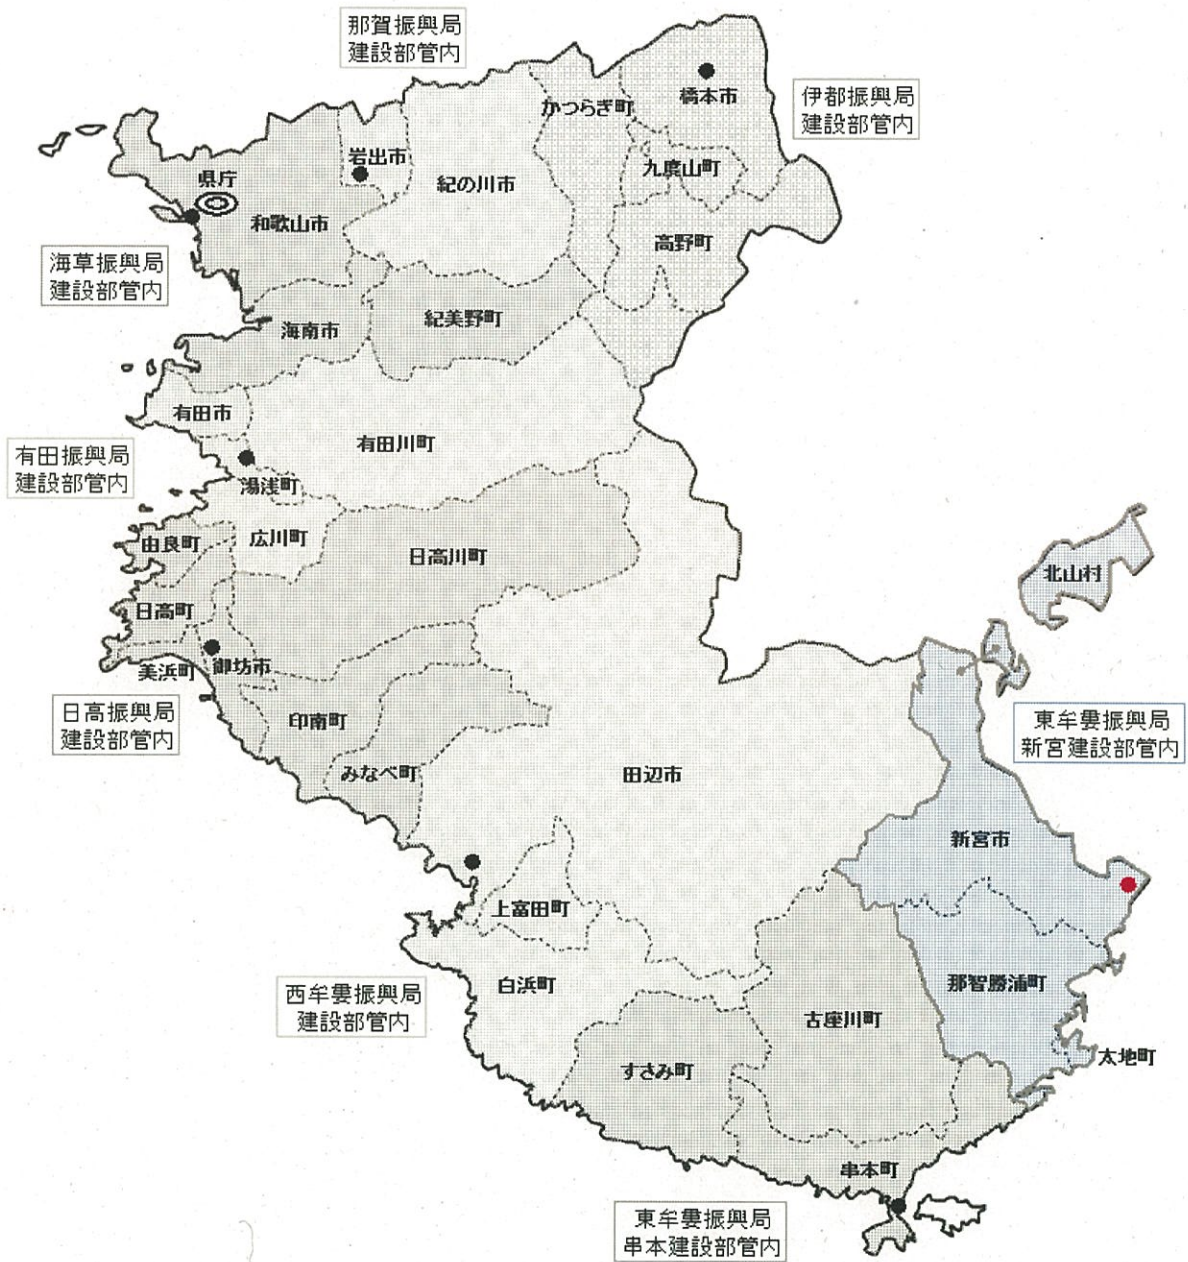 那賀振興局
建設部管内
伊都振興局
建設部管内
かつらぎ町
橋本市
岩出市
九度山町
紀の川市
県庁
和歌山市
高野町
海草振興局
建設部管内
海南市
紀美野町
有田市
有田川町
有田振興局
建設部管内
湯浅町
広川町
由良町
日高川町
北山村
日高町
美浜町
御坊市
日高振興局
建設部管内
印南町
東牟婁振興局
新宮建設部管内
みなべ町
田辺市
新宮市
上富田町
白浜町
那智勝浦町
西牟婁振興局
建設部管内
古座川町
太地町
すさみ町
串本町
東牟婁振興局
串本建設部管内